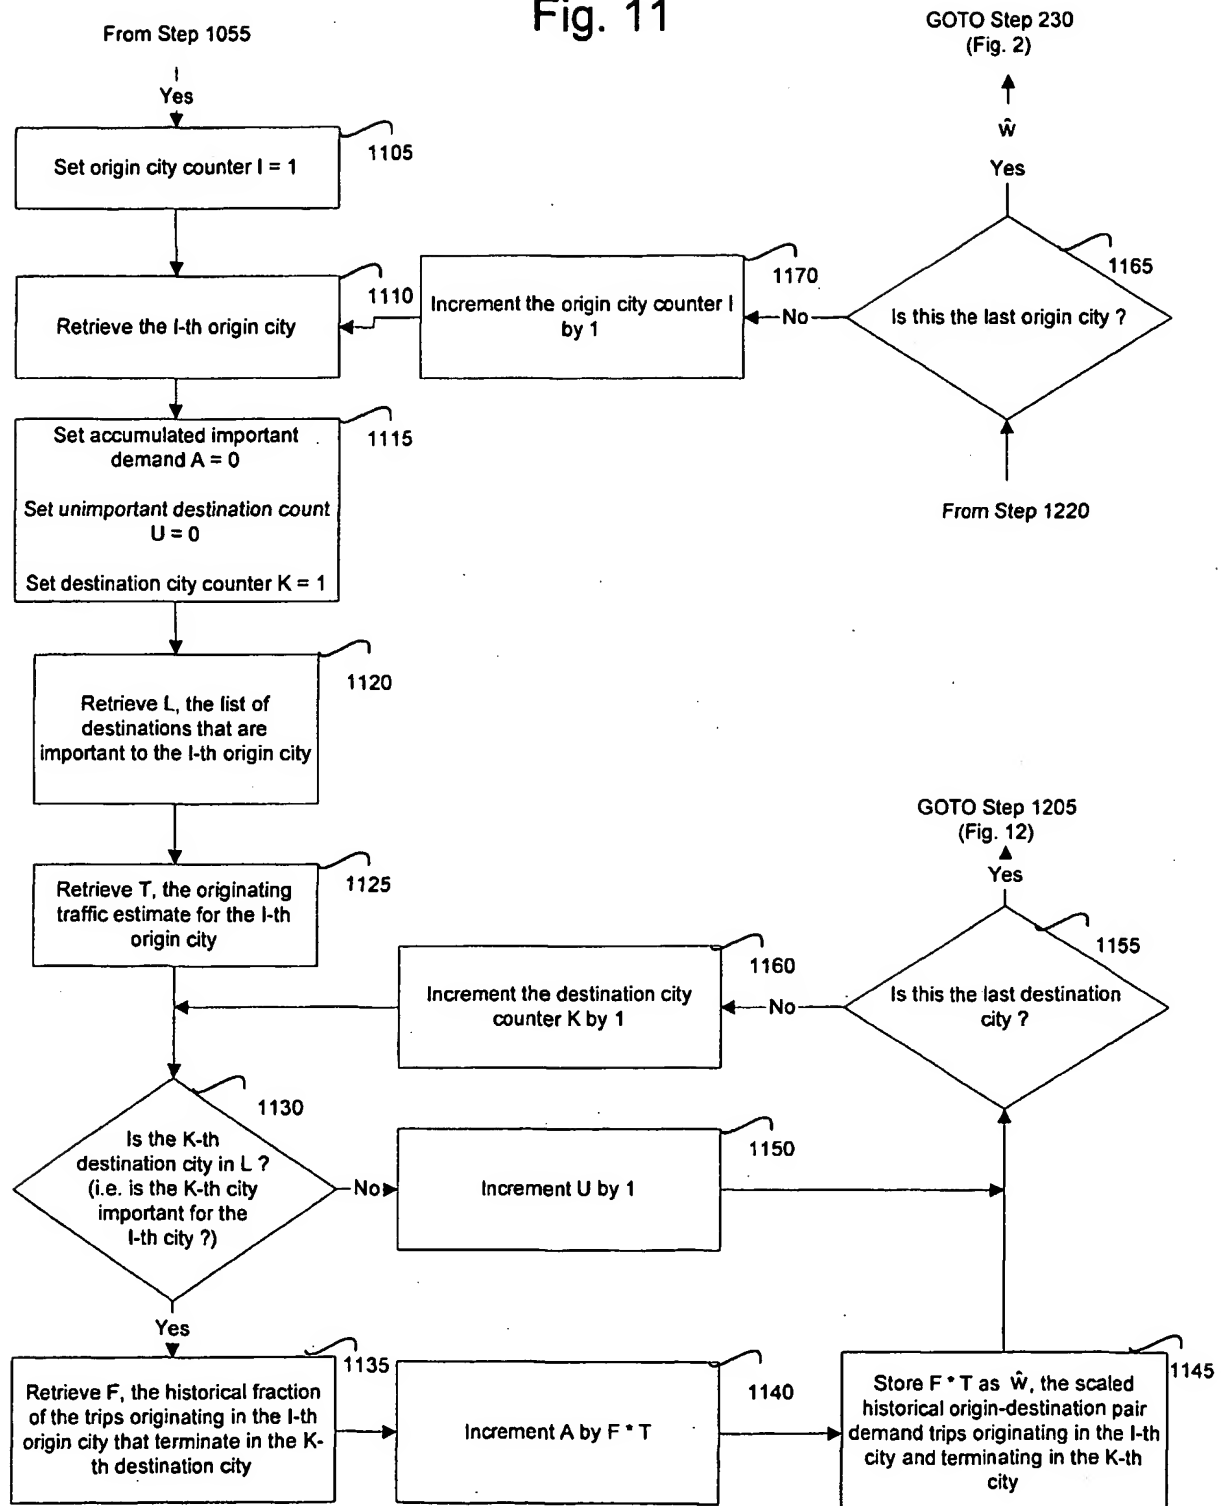 Fig. 11
From Step 1055
Yes
Set origin city counter I = 1
1105
Retrieve the I-th origin city
1110
Set accumulated important
demand A = 0
Set unimportant destination count
U = 0
Set destination city counter K = 1
1115
Retrieve L, the list of
destinations that are
important to the I-th origin city
1120
Retrieve T, the originating
traffic estimate for the I-th
origin city
1125
Is the K-th
destination city in L ?
(i.e. is the K-th city
important for the
I-th city ?)
1130
Yes
No
Retrieve F, the historical fraction
of the trips originating in the I-th
origin city that terminate in the K-
th destination city
1135
Increment A by F * T
1140
Store F * T as ŵ, the scaled
historical origin-destination pair
demand trips originating in the I-th
city and terminating in the K-th
city
1145
Increment U by 1
1150
Is this the last destination
city ?
1155
No
Increment the destination city
counter K by 1
1160
Yes
GOTO Step 1205
(Fig. 12)
From Step 1220
Is this the last origin city ?
1165
No
Increment the origin city counter I
by 1
1170
Yes
ŵ
GOTO Step 230
(Fig. 2)